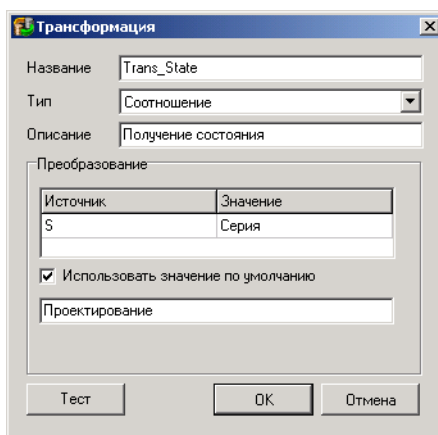 Трансформация
Название Trans_State
Тип Соотношение
Описание Получение состояния
Преобразование
Источник Значение
S Серия
Использовать значение по умолчанию
Проектирование
Тест OK Отмена